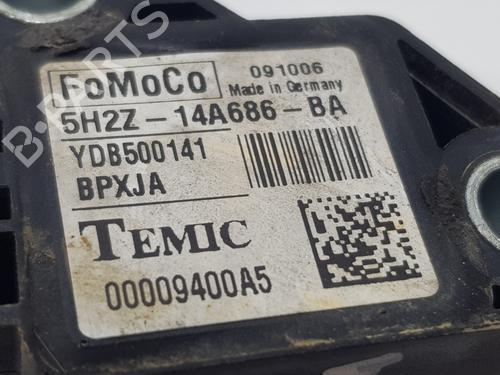 FoMoCo
091006
Made in Germany
5H2Z-14A686-BA
YDB500141
BPXJA
TEMIC
00009400A5
B-PARTS